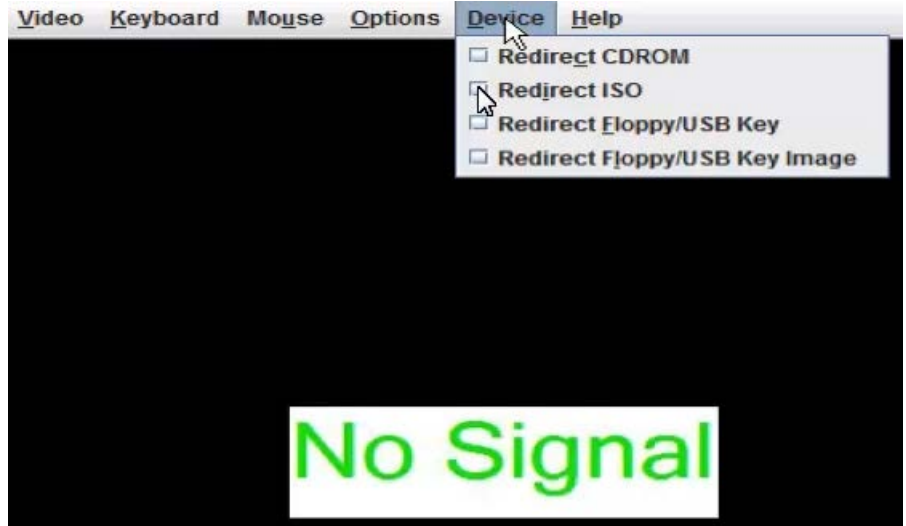 Video Keyboard Mouse Options Device Help
Redirect CDROM
Redirect ISO
Redirect Floppy/USB Key
Redirect Floppy/USB Key Image
No Signal